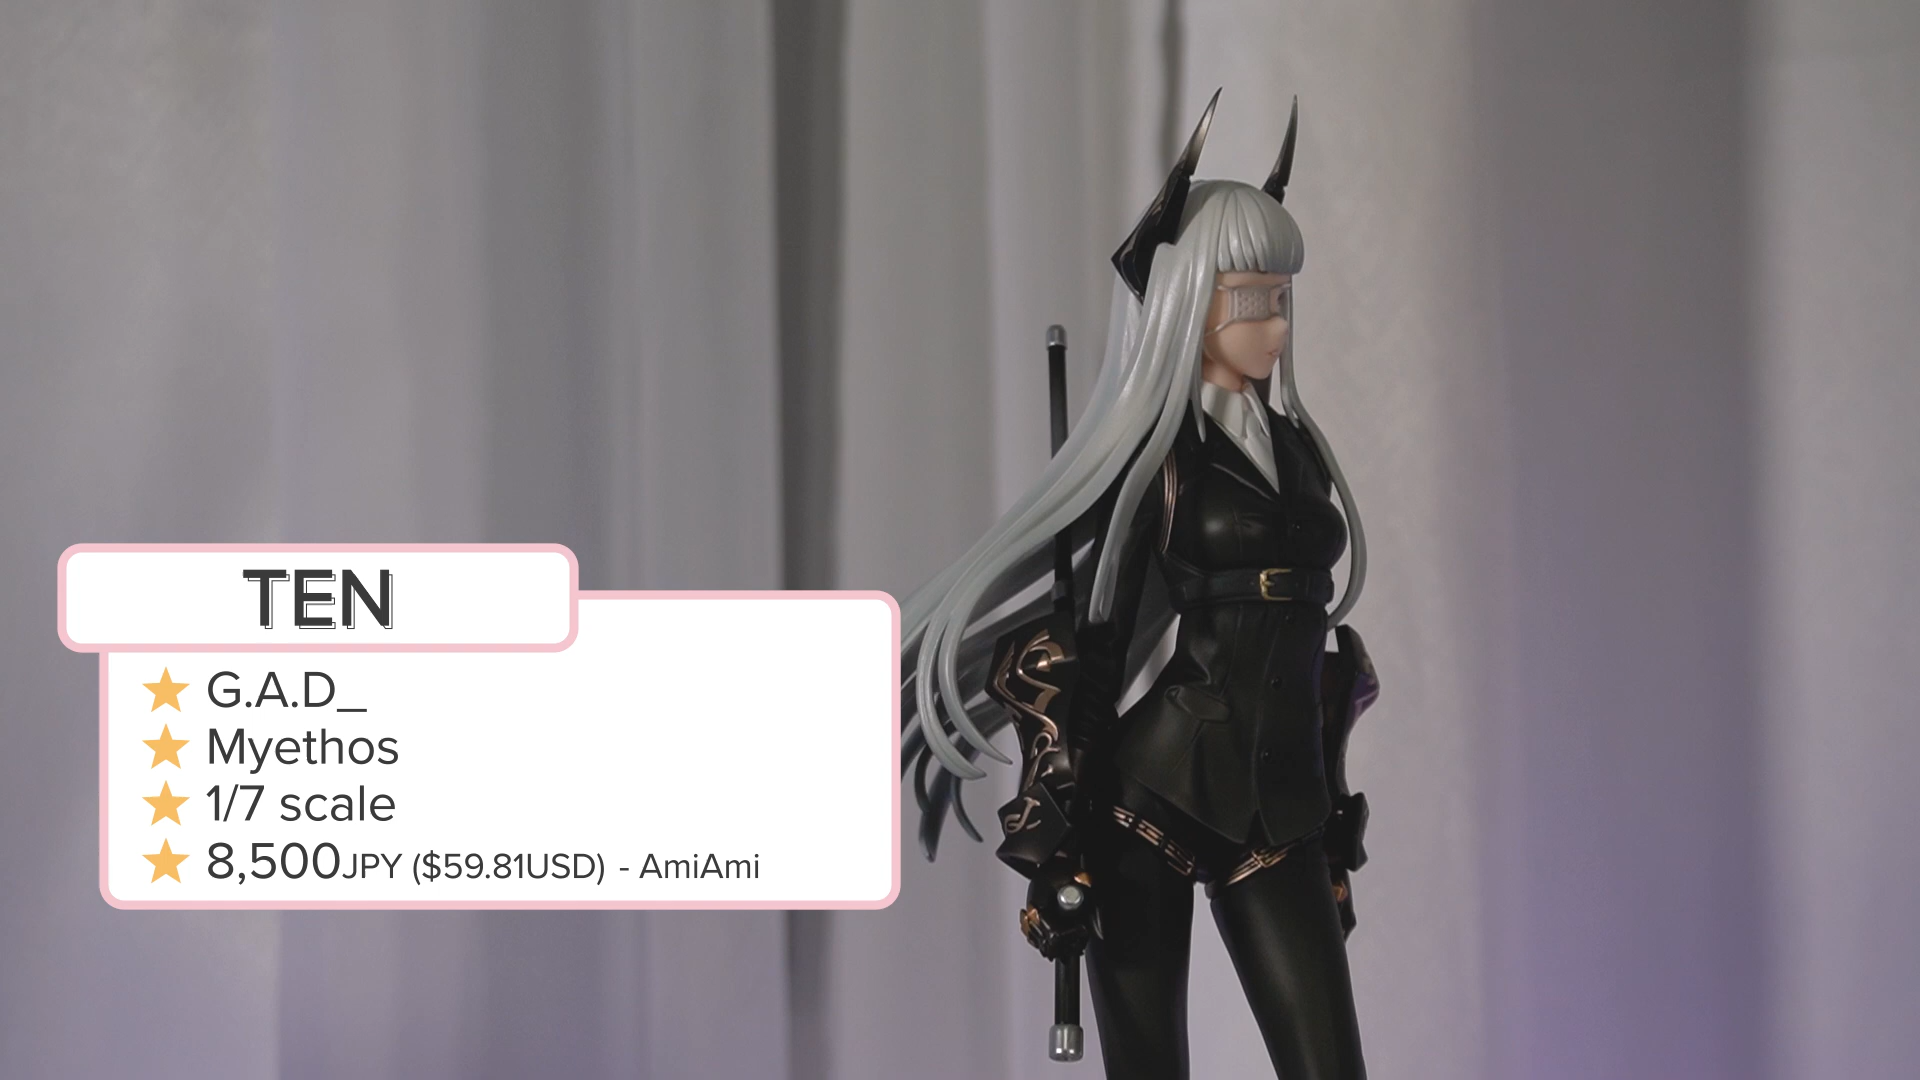 TEN
G.A.D_
Myethos
1/7 scale
8,500JPY ($59.81USD) - AmiAmi